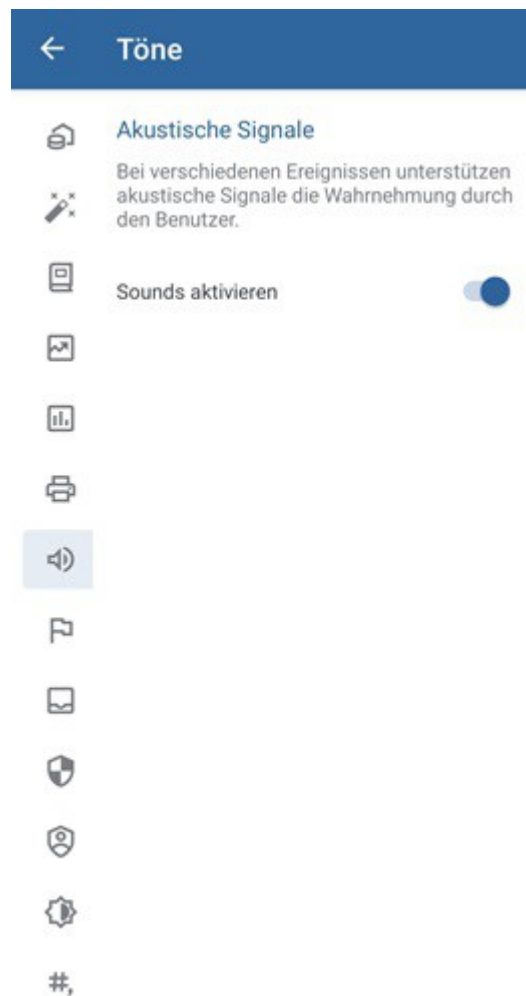 Töne
Akustische Signale
Bei verschiedenen Ereignissen unterstützen
akustische Signale die Wahrnehmung durch
den Benutzer.
Sounds aktivieren
#,